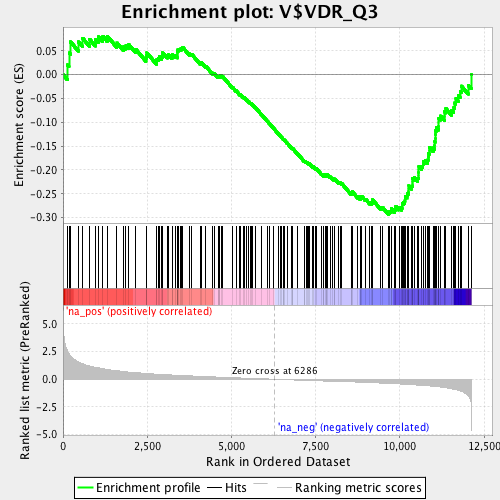 Enrichment plot: V$VDR_Q3
Enrichment score (ES)
0.05
0.00
-0.05
-0.10
-0.15
-0.20
-0.25
-0.30
'na_pos' (positively correlated)
Ranked list metric (PreRanked)
5.0
2.5
0.0
-2.5
-5.0
Zero cross at 6286
'na_neg' (negatively correlated)
0
2,500
5,000
7,500
10,000
12,500
Rank in Ordered Dataset
Enrichment profile
Hits
Ranking metric scores